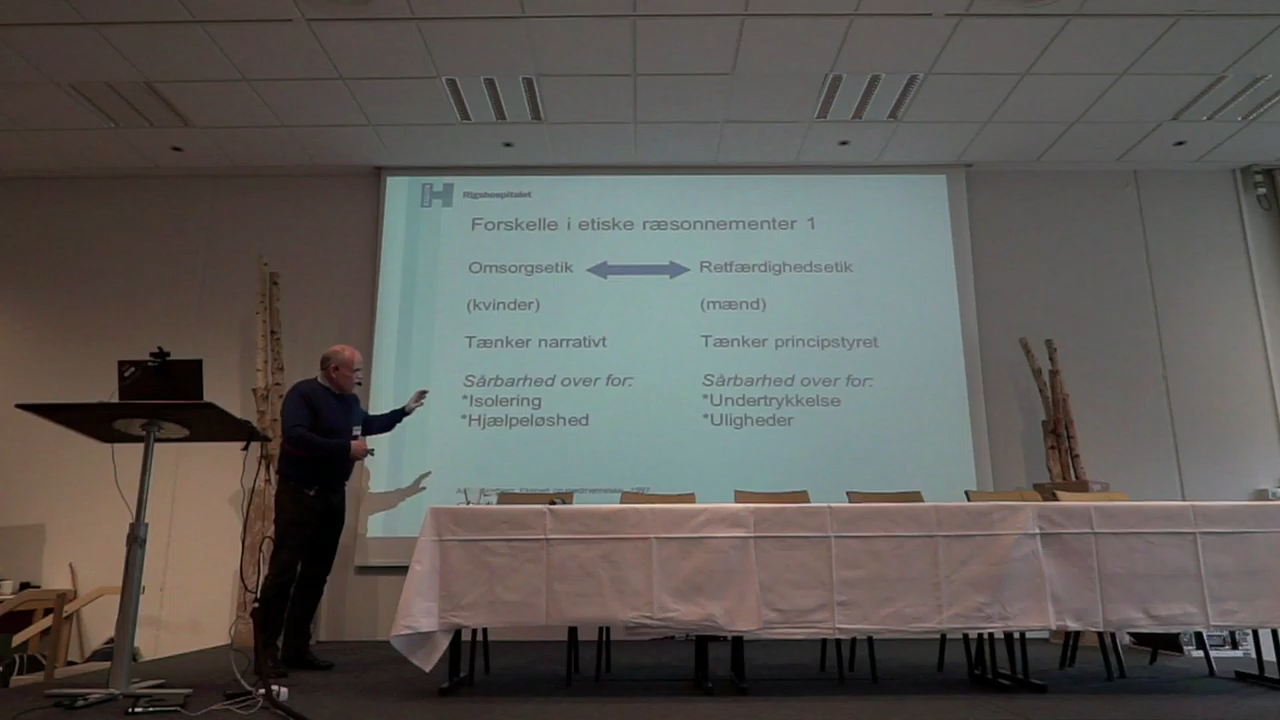 Rigshospitalet
Forskelle i etiske ræsonnementer 1
Omsorgsetik
Retfærdighedsetik
(kvinder)
(mænd)
Tænker narrativt
Tænker principstyret
Sårbarhed over for:
*Isolering
*Hjælpeløshed
Sårbarhed over for:
*Undertrykkelse
*Uligheder